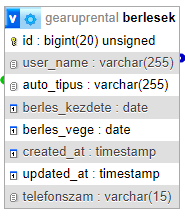 v gearuprental berlesek
id : bigint(20) unsigned
user_name : varchar(255)
auto_tipus : varchar(255)
berles_kezdete : date
berles_vege : date
created_at : timestamp
updated_at : timestamp
telefonszam : varchar(15)